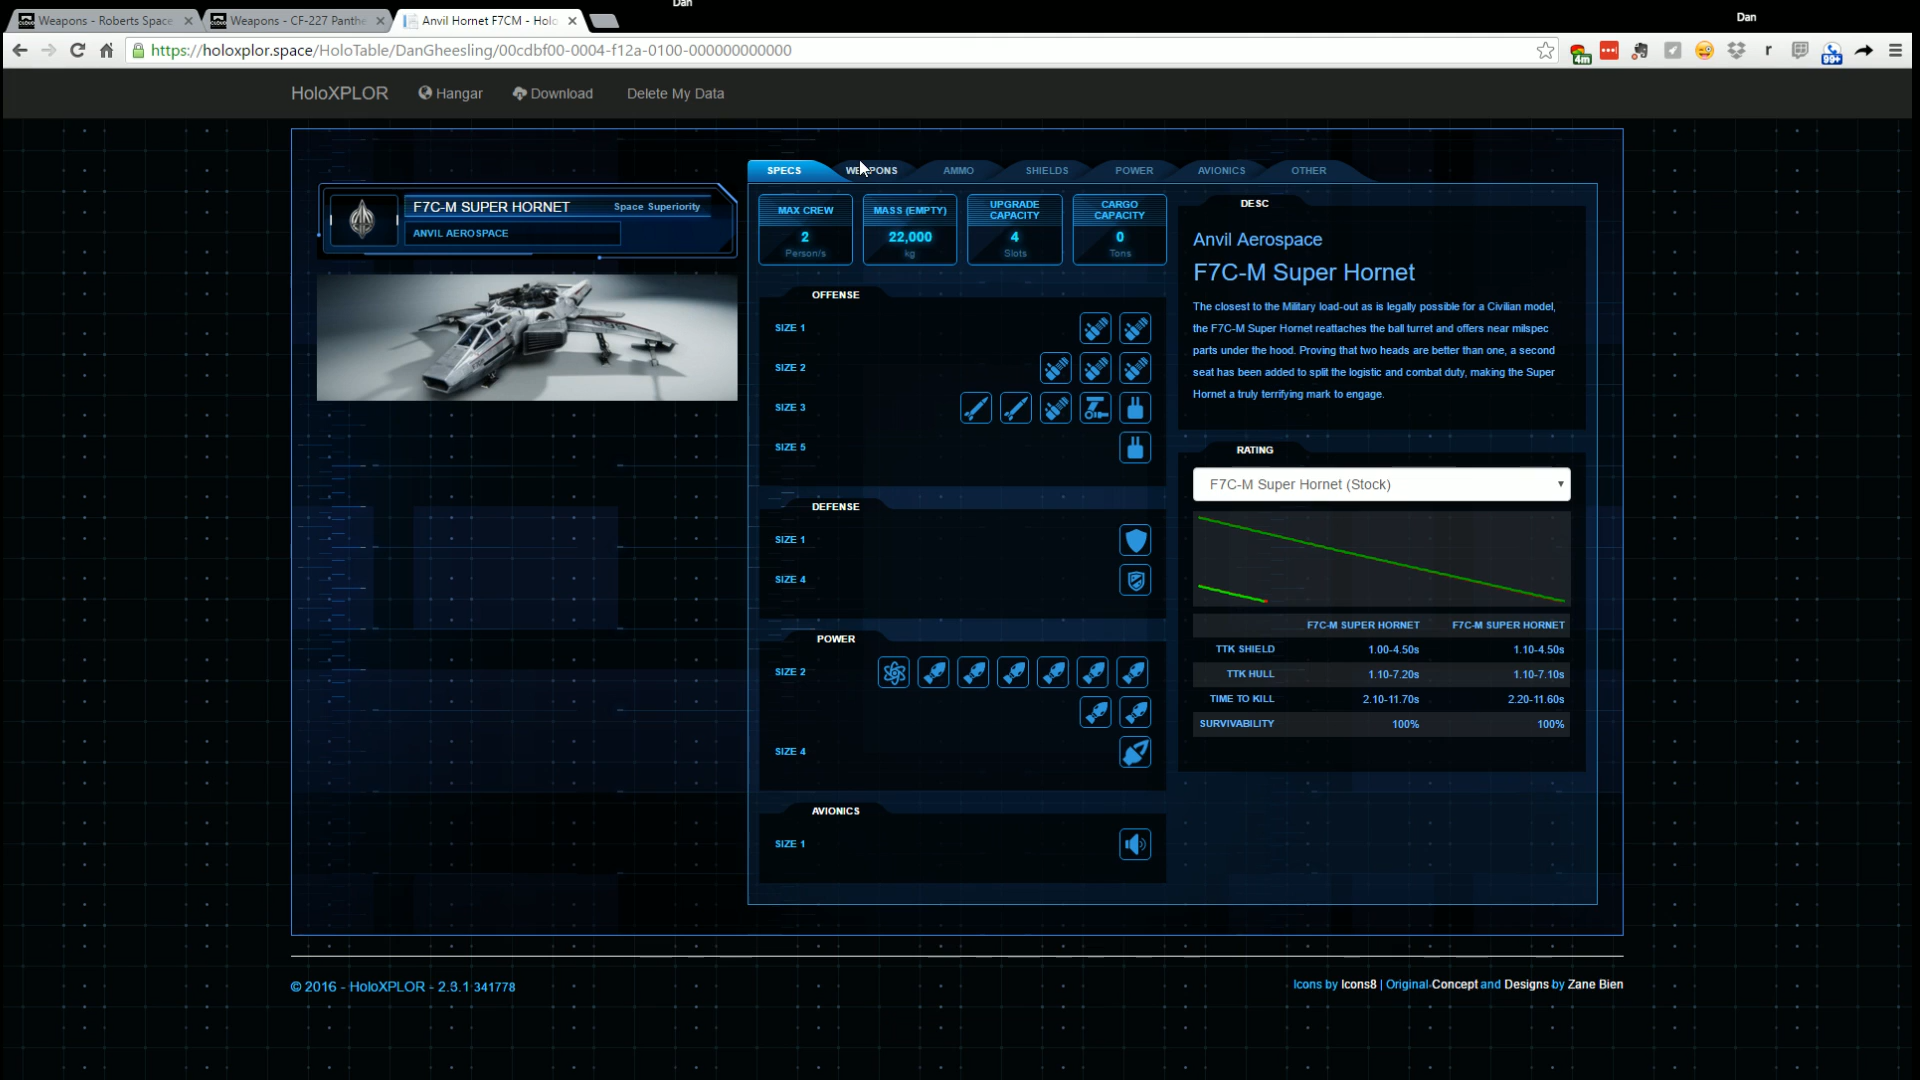 Dan
Dan
Weapons - Roberts Space
Weapons - CF-227 Panthe
Anvil Hornet F7CM - Holo
https://holoxplor.space/HoloTable/DanGheesling/00cdbf00-0004-f12a-0100-000000000000
4m
r
99+
HoloXPLOR
Hangar
Download
Delete My Data
SPECS
WEAPONS
AMMO
SHIELDS
POWER
AVIONICS
OTHER
F7C-M SUPER HORNET
Space Superiority
ANVIL AEROSPACE
MAX CREW
2
Person/s
MASS (EMPTY)
22,000
kg
UPGRADE
CAPACITY
4
Slots
CARGO
CAPACITY
0
Tons
OFFENSE
SIZE 1
SIZE 2
SIZE 3
SIZE 5
DEFENSE
SIZE 1
SIZE 4
POWER
SIZE 2
SIZE 4
AVIONICS
SIZE 1
DESC
Anvil Aerospace
F7C-M Super Hornet
The closest to the Military load-out as is legally possible for a Civilian model,
the F7C-M Super Hornet reattaches the ball turret and offers near milspec
parts under the hood. Proving that two heads are better than one, a second
seat has been added to split the logistic and combat duty, making the Super
Hornet a truly terrifying mark to engage.
RATING
F7C-M Super Hornet (Stock)
F7C-M SUPER HORNET F7C-M SUPER HORNET
TTK SHIELD 1.00-4.50s 1.10-4.50s
TTK HULL 1.10-7.20s 1.10-7.10s
TIME TO KILL 2.10-11.70s 2.20-11.60s
SURVIVABILITY 100% 100%
© 2016 - HoloXPLOR - 2.3.1 341778
Icons by Icons8 | Original Concept and Designs by Zane Bien